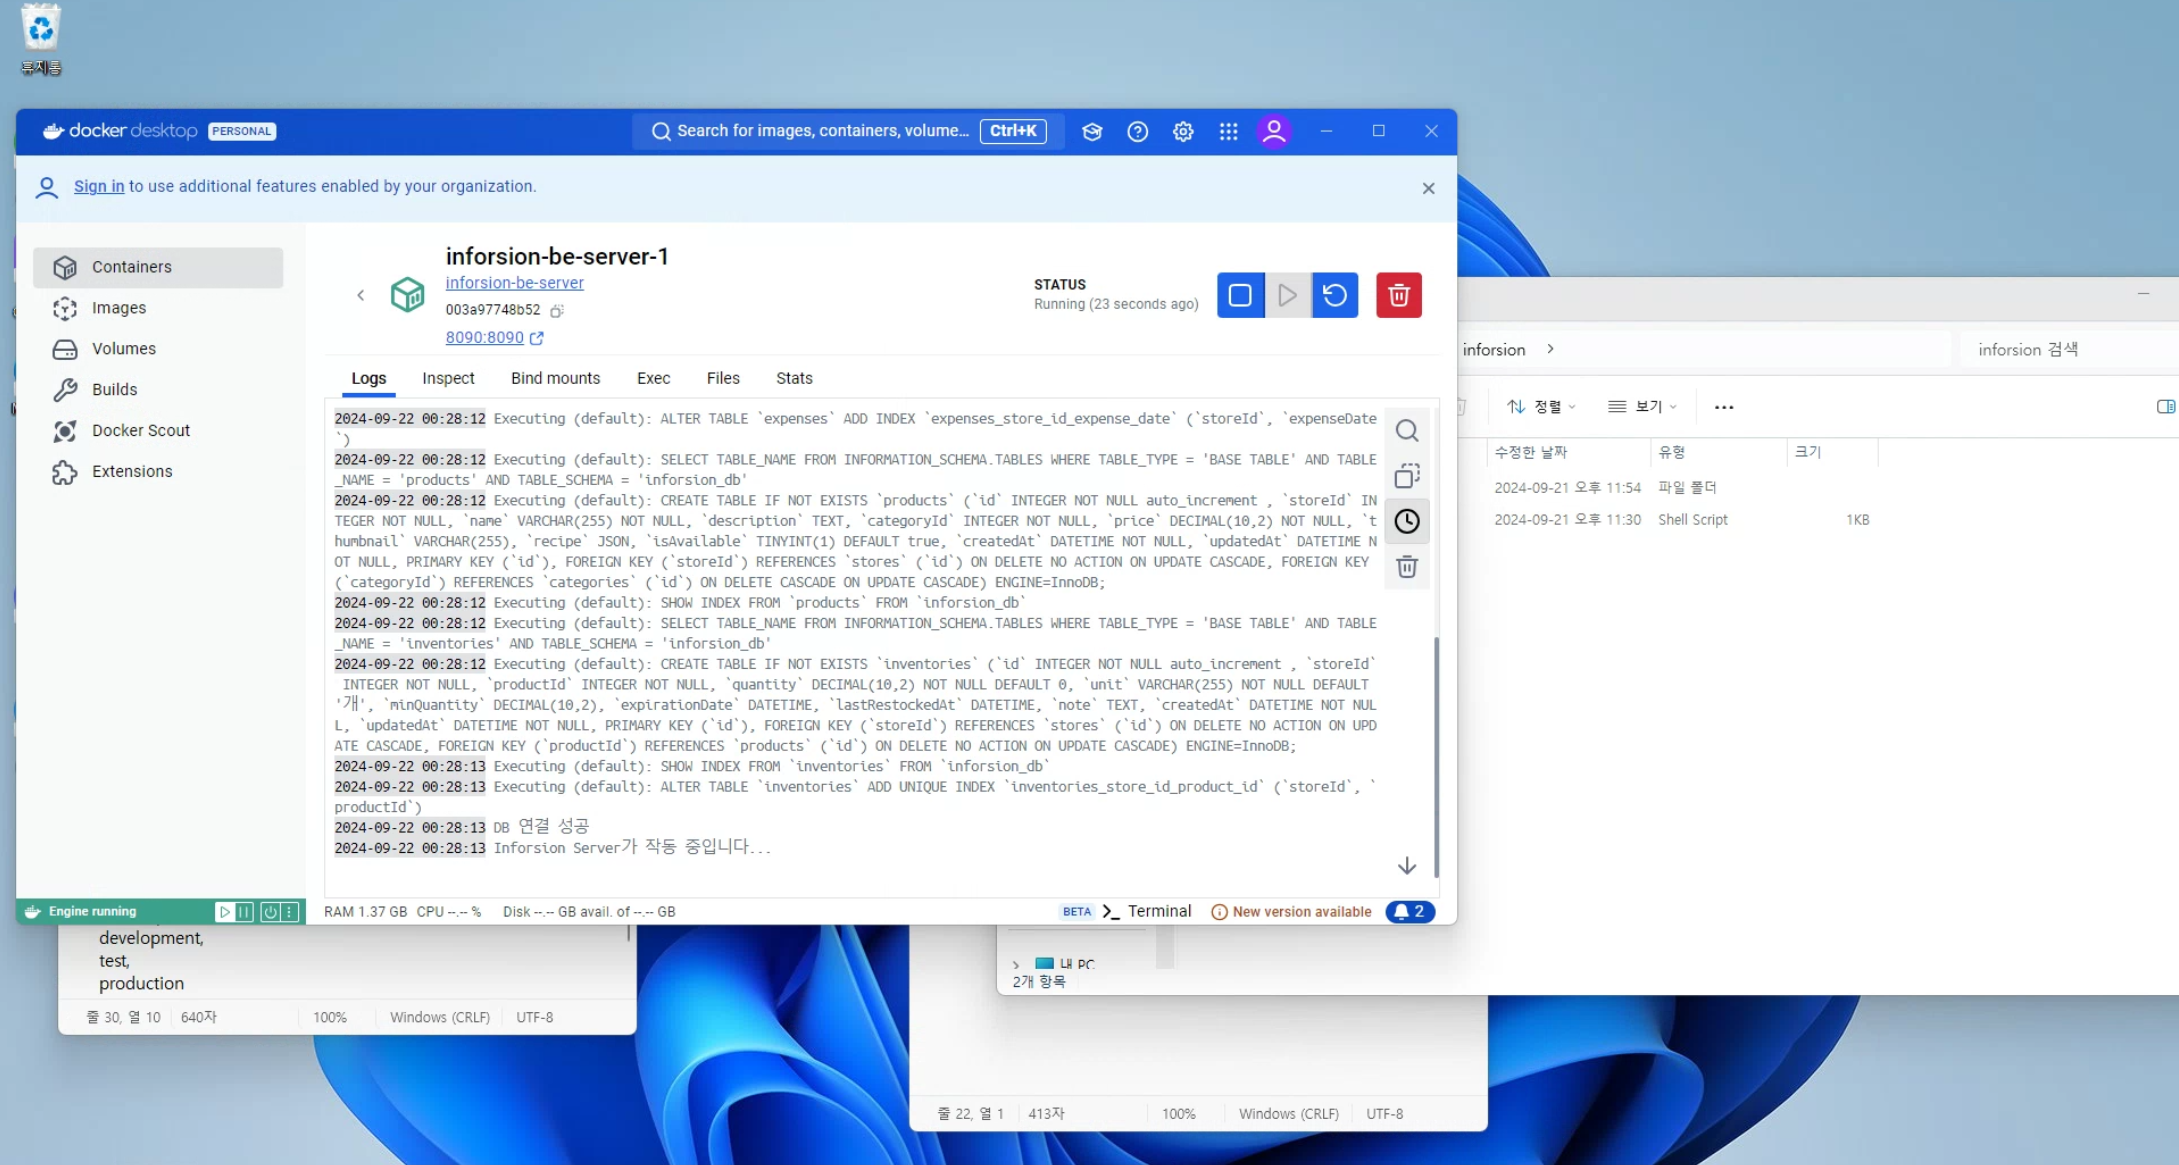 휴지통
docker desktop PERSONAL
Search for images, containers, volume... Ctrl+K
Sign in to use additional features enabled by your organization.
Containers
Images
Volumes
Builds
Docker Scout
Extensions
inforsion-be-server-1
inforsion-be-server
003a97748b52
8090:8090
STATUS
Running (23 seconds ago)
Logs Inspect Bind mounts Exec Files Stats
2024-09-22 00:28:12 Executing (default): ALTER TABLE `expenses` ADD INDEX `expenses_store_id_expense_date` (`storeId`, `expenseDate
`)
2024-09-22 00:28:12 Executing (default): SELECT TABLE_NAME FROM INFORMATION_SCHEMA.TABLES WHERE TABLE_TYPE = 'BASE TABLE' AND TABLE
_NAME = 'products' AND TABLE_SCHEMA = 'inforsion_db'
2024-09-22 00:28:12 Executing (default): CREATE TABLE IF NOT EXISTS `products` (`id` INTEGER NOT NULL auto_increment , `storeId` IN
TEGER NOT NULL, `name` VARCHAR(255) NOT NULL, `description` TEXT, `categoryId` INTEGER NOT NULL, `price` DECIMAL(10,2) NOT NULL, `t
humbnail` VARCHAR(255), `recipe` JSON, `isAvailable` TINYINT(1) DEFAULT true, `createdAt` DATETIME NOT NULL, `updatedAt` DATETIME N
OT NULL, PRIMARY KEY (`id`), FOREIGN KEY (`storeId`) REFERENCES `stores` (`id`) ON DELETE NO ACTION ON UPDATE CASCADE, FOREIGN KEY
(`categoryId`) REFERENCES `categories` (`id`) ON DELETE CASCADE ON UPDATE CASCADE) ENGINE=InnoDB;
2024-09-22 00:28:12 Executing (default): SHOW INDEX FROM `products` FROM `inforsion_db`
2024-09-22 00:28:12 Executing (default): SELECT TABLE_NAME FROM INFORMATION_SCHEMA.TABLES WHERE TABLE_TYPE = 'BASE TABLE' AND TABLE
_NAME = 'inventories' AND TABLE_SCHEMA = 'inforsion_db'
2024-09-22 00:28:12 Executing (default): CREATE TABLE IF NOT EXISTS `inventories` (`id` INTEGER NOT NULL auto_increment , `storeId`
INTEGER NOT NULL, `productId` INTEGER NOT NULL, `quantity` DECIMAL(10,2) NOT NULL DEFAULT 0, `unit` VARCHAR(255) NOT NULL DEFAULT
'개', `minQuantity` DECIMAL(10,2), `expirationDate` DATETIME, `lastRestockedAt` DATETIME, `note` TEXT, `createdAt` DATETIME NOT NUL
L, `updatedAt` DATETIME NOT NULL, PRIMARY KEY (`id`), FOREIGN KEY (`storeId`) REFERENCES `stores` (`id`) ON DELETE NO ACTION ON UPD
ATE CASCADE, FOREIGN KEY (`productId`) REFERENCES `products` (`id`) ON DELETE NO ACTION ON UPDATE CASCADE) ENGINE=InnoDB;
2024-09-22 00:28:13 Executing (default): SHOW INDEX FROM `inventories` FROM `inforsion_db`
2024-09-22 00:28:13 Executing (default): ALTER TABLE `inventories` ADD UNIQUE INDEX `inventories_store_id_product_id` (`storeId`, `
productId`)
2024-09-22 00:28:13 DB 연결 성공
2024-09-22 00:28:13 Inforsion Server가 작동 중입니다...
Engine running
RAM 1.37 GB CPU --.-- % Disk --.-- GB avail. of --.-- GB
BETA >_ Terminal New version available 2
inforsion >
inforsion 검색
정렬 보기 ...
수정한 날짜 유형 크기
2024-09-21 오후 11:54 파일 폴더
2024-09-21 오후 11:30 Shell Script 1KB
내 PC
2개 항목
development,
test,
production
줄 30, 열 10 640자 100% Windows (CRLF) UTF-8
줄 22, 열 1 413자 100% Windows (CRLF) UTF-8